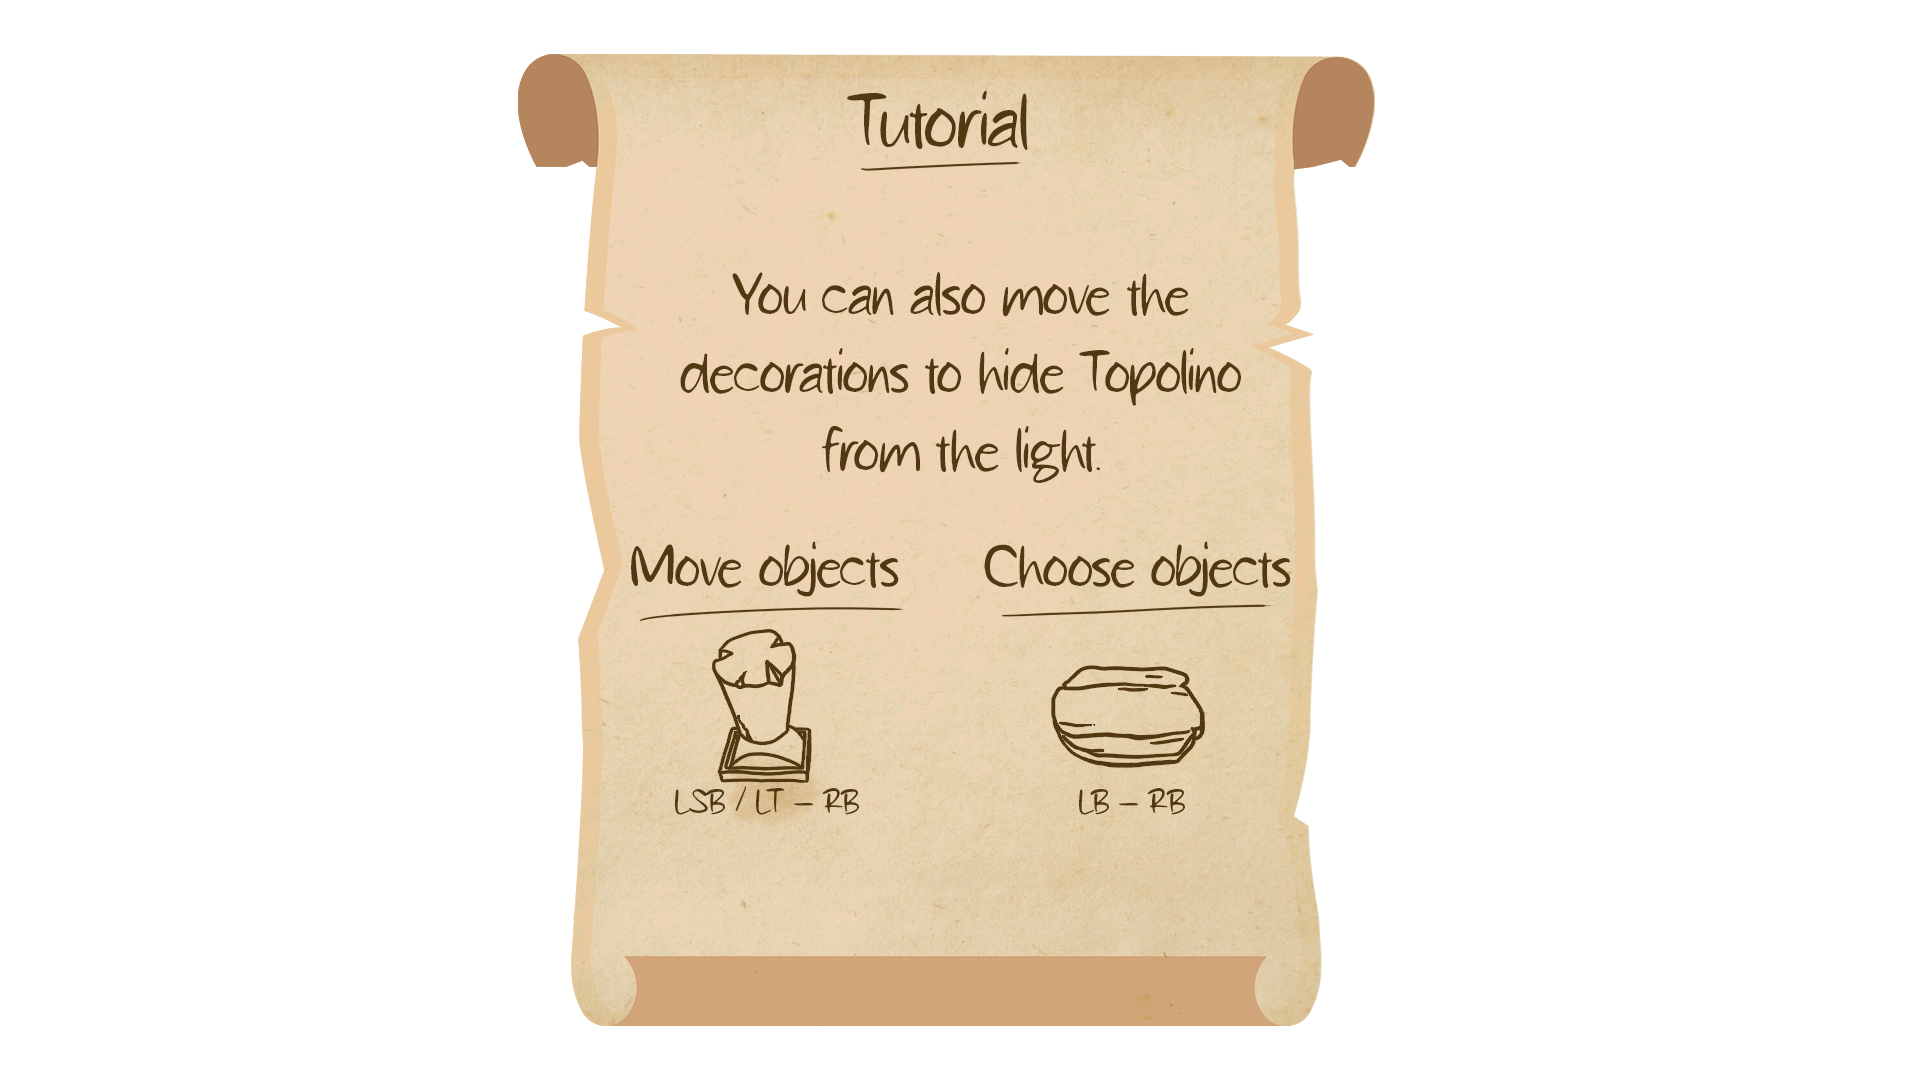 Tutorial
You can also move the
decorations to hide Topolino
from the light.
Move objects
Choose objects
LSB / LT – RB
LB – RB